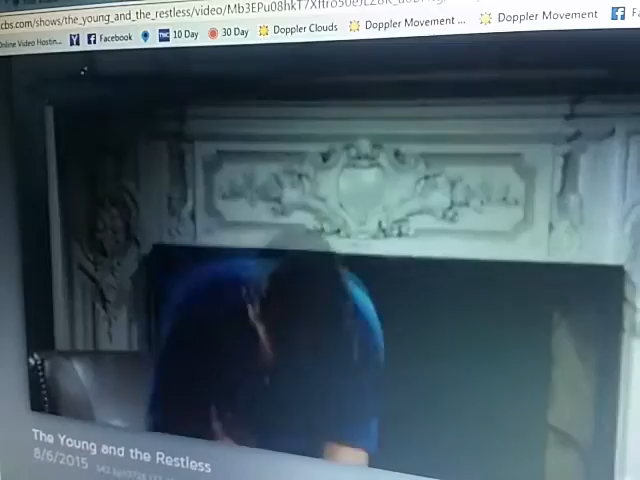 cbs.com/shows/the_young_and_the_restless/video/Mb3EPu08hkT7Xftr
Online Video Hostin... Facebook 10 Day 30 Day Doppler Clouds Doppler Movement ... Doppler Movement
The Young and the Restless
8/6/2015